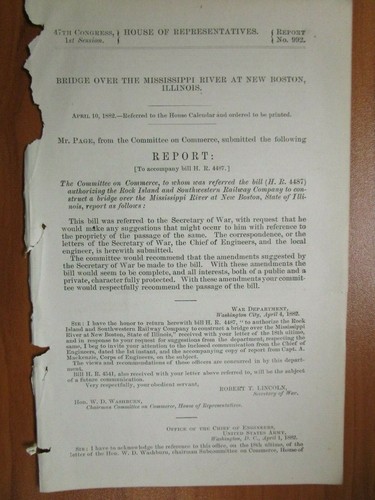 47TH CONGRESS, HOUSE OF REPRESENTATIVES. REPORT
1st Session. No. 992.
BRIDGE OVER THE MISSISSIPPI RIVER AT NEW BOSTON,
ILLINOIS.
APRIL 10, 1882.—Referred to the House Calendar and ordered to be printed.
Mr. PAGE, from the Committee on Commerce, submitted the following
REPORT:
[To accompany bill H. R. 4487.]
The Committee on Commerce, to whom was referred the bill (H. R. 4487)
authorizing the Rock Island and Southwestern Railway Company to con-
struct a bridge over the Mississippi River at New Boston, State of Illi-
nois, report as follows:
This bill was referred to the Secretary of War, with request that he
would make any suggestions that might occur to him with reference
to the propriety of the passage of the same. The correspondence, or the
letters of the Secretary of War, the Chief of Engineers, and the local
engineer, is herewith submitted.
The committee would recommend that the amendments suggested by
the Secretary of War be made to the bill. With these amendments the
bill would seem to be complete, and all interests, both of a public and a
private, character fully protected. With these amendments your commit-
tee would respectfully recommend the passage of the bill.
WAR DEPARTMENT,
Washington City, April 4, 1882.
SIR: I have the honor to return herewith bill H. R. 4487, "to authorize the Rock
Island and Southwestern Railway Company to construct a bridge over the Mississippi
River at New Boston, State of Illinois," received with your letter of the 18th ultimo,
and in response to your request for suggestions from the department, respecting the
same, I beg to invite your attention to the inclosed communication from the Chief of
Engineers, dated the 1st instant, and the accompanying copy of report from Capt. A.
Mackenzie, Corps of Engineers, on the subject.
The views and recommendations of these officers are concurred in by this depart-
ment.
Bill H. R. 4541, also received with your letter above referred to, will be the subject
of a future communication.
Very respectfully, your obedient servant,
ROBERT T. LINCOLN,
Secretary of War.
Hon. W. D. WASHBURN,
Chairman Committee on Commerce, House of Representatives.
OFFICE OF THE CHIEF OF ENGINEERS,
UNITED STATES ARMY,
Washington, D. C., April 1, 1882.
SIR: I have to acknowledge the reference to this office, on the 18th ultimo, of the
letter of the Hon. W. D. Washburn, chairman Subcommittee on Commerce, House of